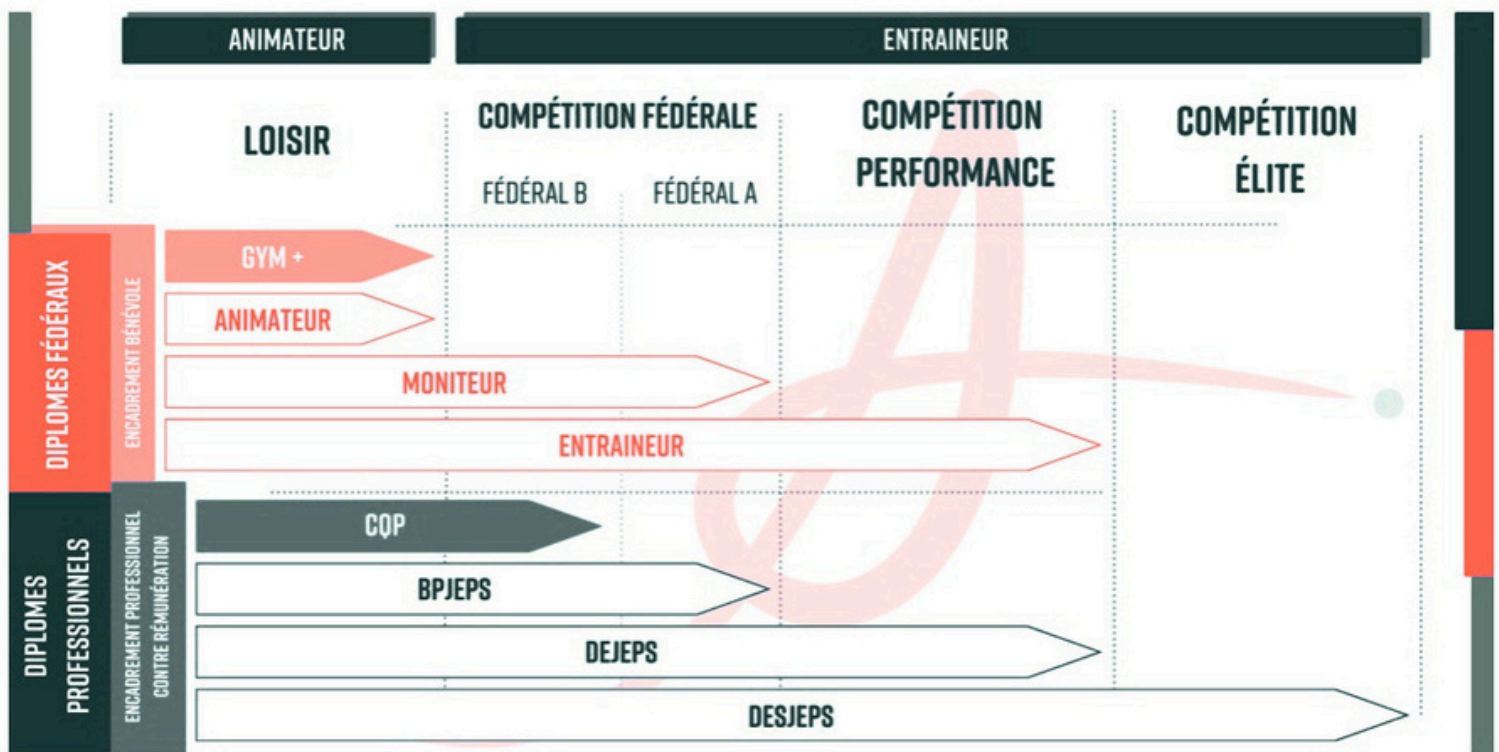 ANIMATEUR
ENTRAINEUR
LOISIR
COMPÉTITION FÉDÉRALE
FÉDÉRAL B
FÉDÉRAL A
COMPÉTITION
PERFORMANCE
COMPÉTITION
ÉLITE
DIPLOMES FÉDÉRAUX
ENCADREMENT BÉNÉVOLE
GYM +
ANIMATEUR
MONITEUR
ENTRAINEUR
DIPLOMES
PROFESSIONNELS
ENCADREMENT PROFESSIONNEL
CONTRE RÉMUNÉRATION
CQP
BPJEPS
DEJEPS
DESJEPS